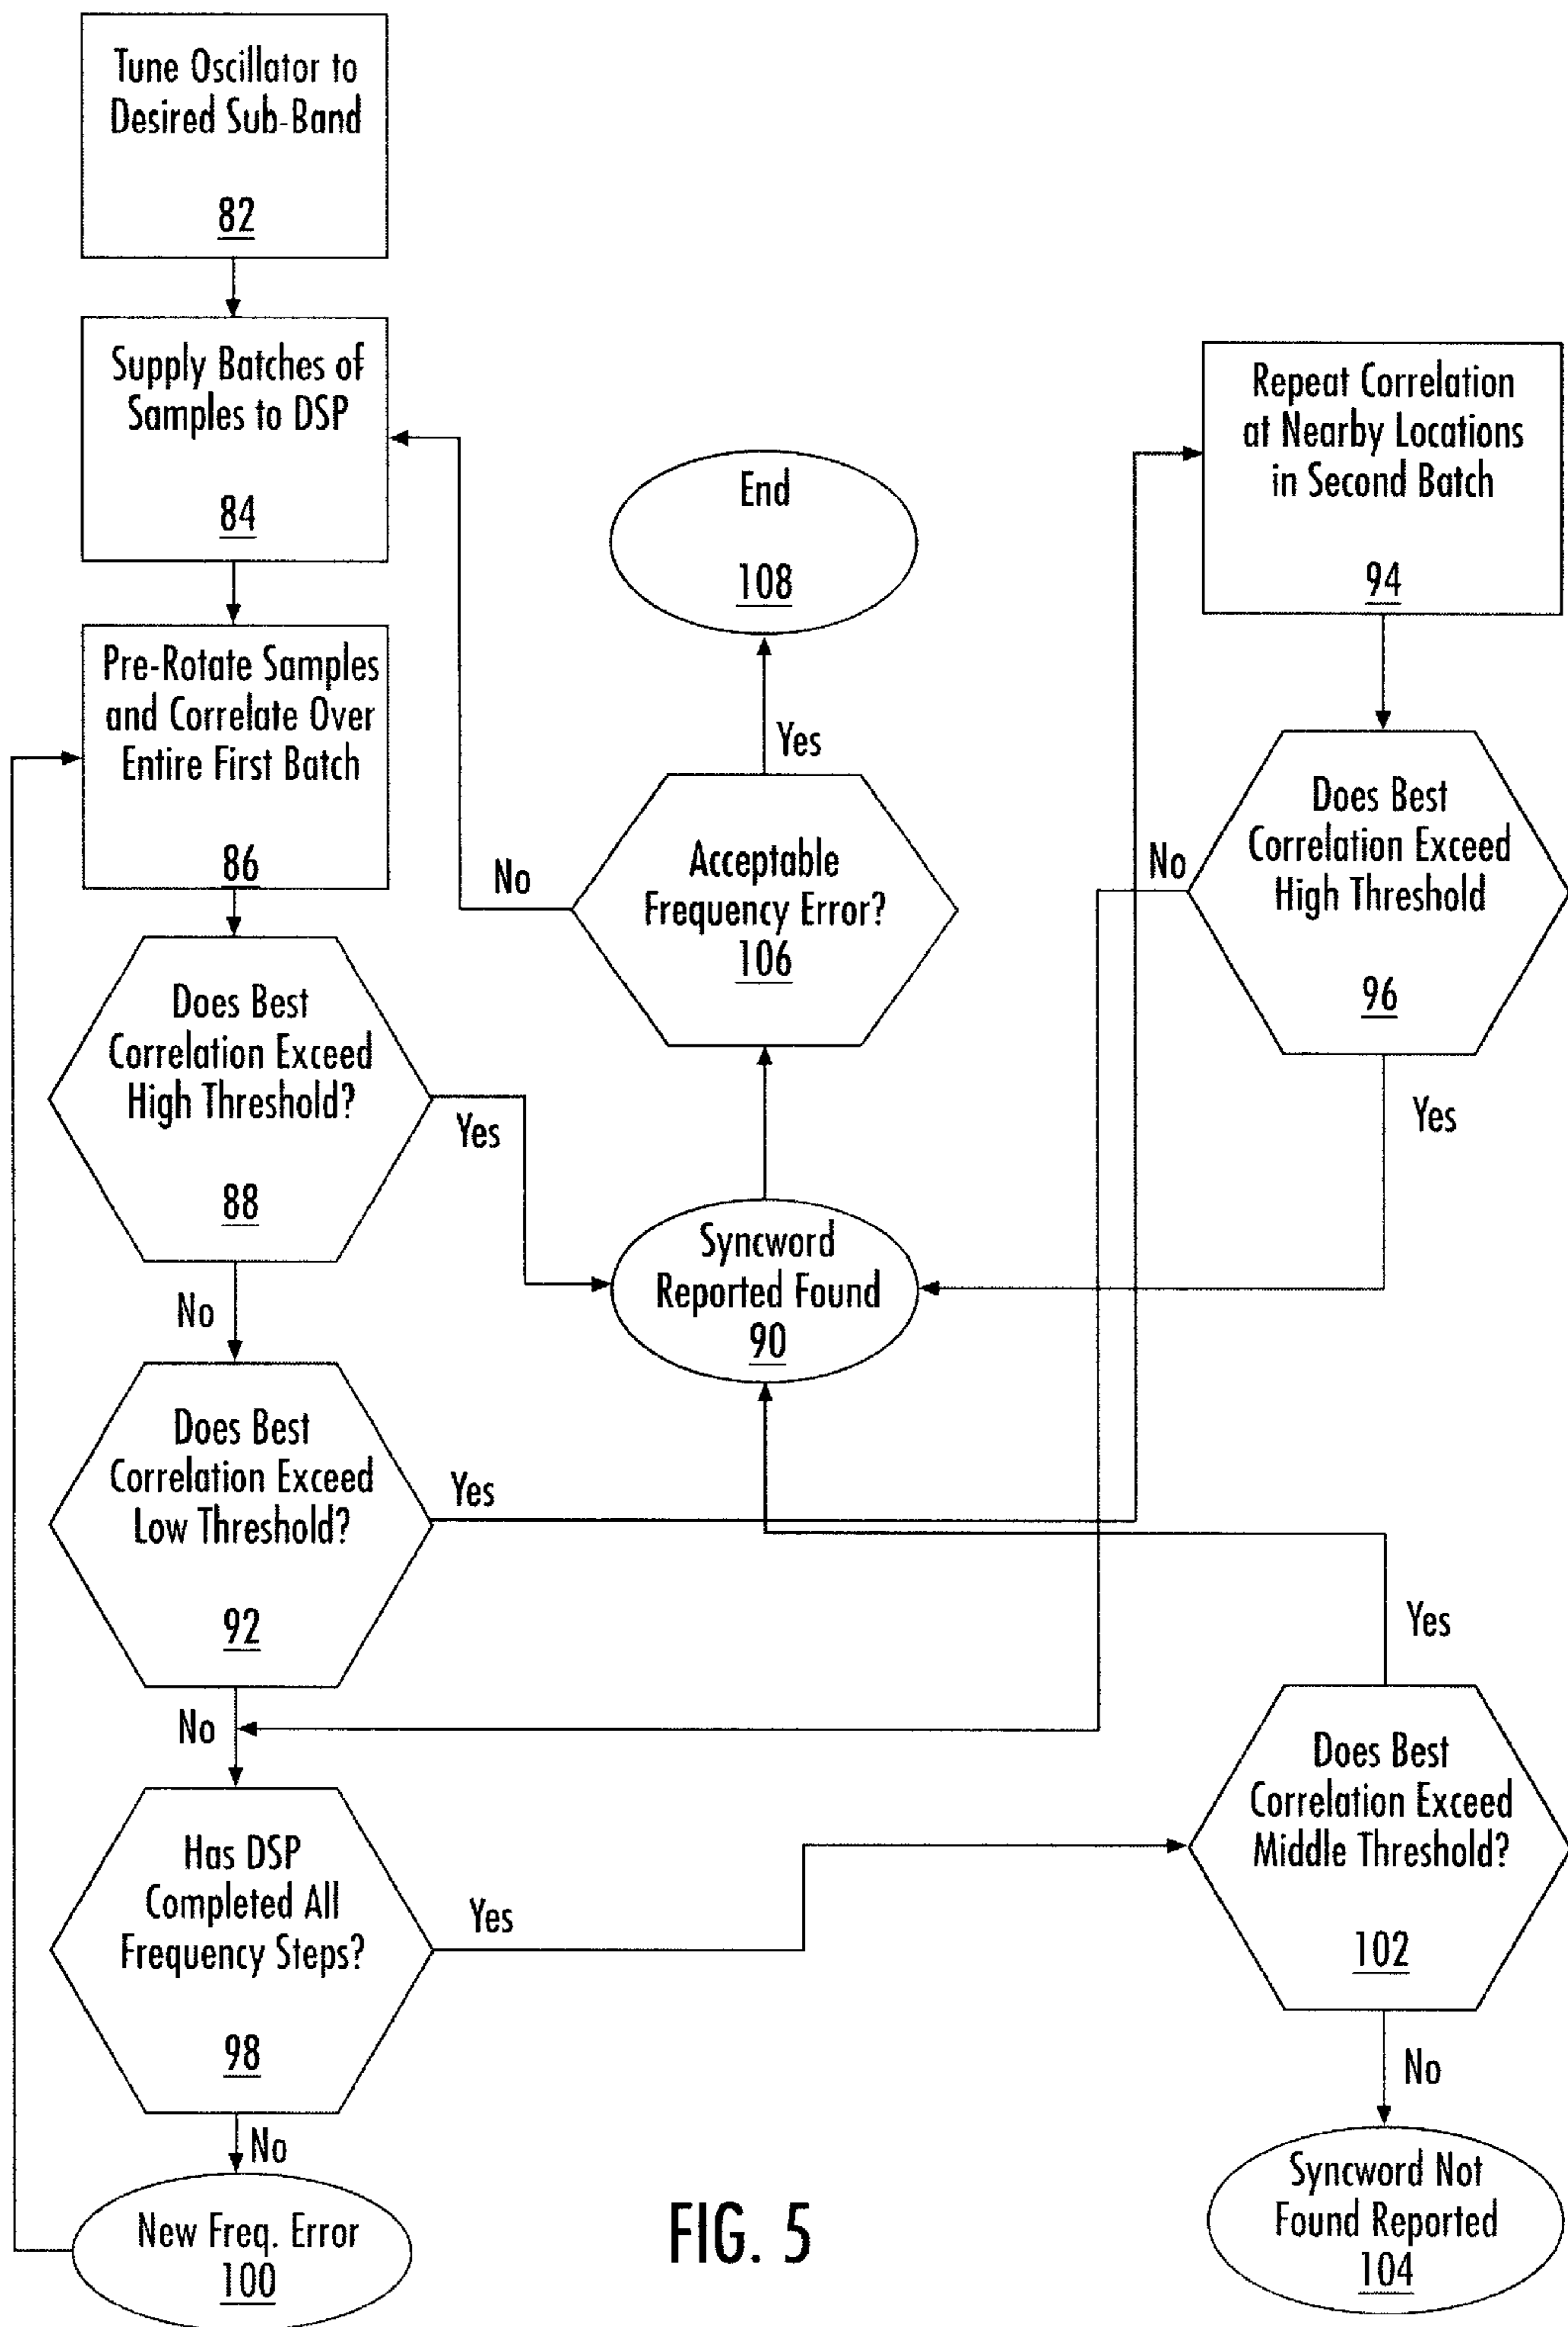 Tune Oscillator to
Desired Sub-Band
82
Supply Batches of
Samples to DSP
84
Pre-Rotate Samples
and Correlate Over
Entire First Batch
86
Does Best
Correlation Exceed
High Threshold?
88
Yes
No
Does Best
Correlation Exceed
Low Threshold?
92
Yes
No
Has DSP
Completed All
Frequency Steps?
98
Yes
No
New Freq. Error
100
End
108
Yes
Acceptable
Frequency Error?
106
No
Syncword
Reported Found
90
Repeat Correlation
at Nearby Locations
in Second Batch
94
Does Best
Correlation Exceed
High Threshold
96
No
Yes
Yes
Does Best
Correlation Exceed
Middle Threshold?
102
No
Syncword Not
Found Reported
104
FIG. 5